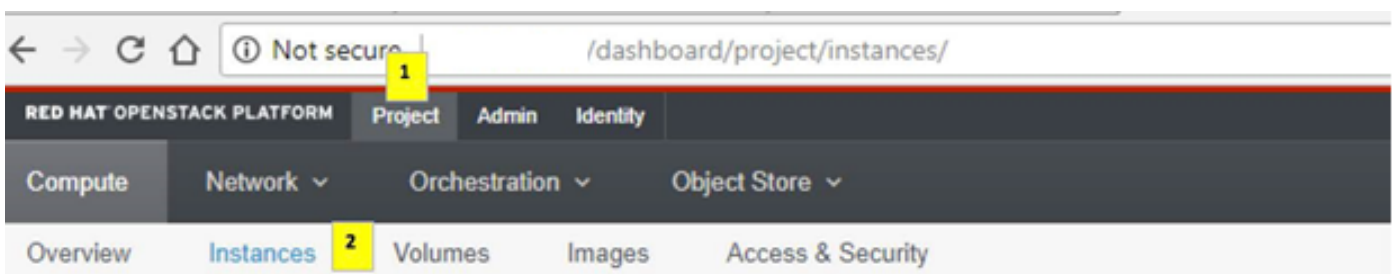 Not secure /dashboard/project/instances/
1
RED HAT OPENSTACK PLATFORM Project Admin Identity
Compute Network Orchestration Object Store
Overview Instances 2 Volumes Images Access & Security